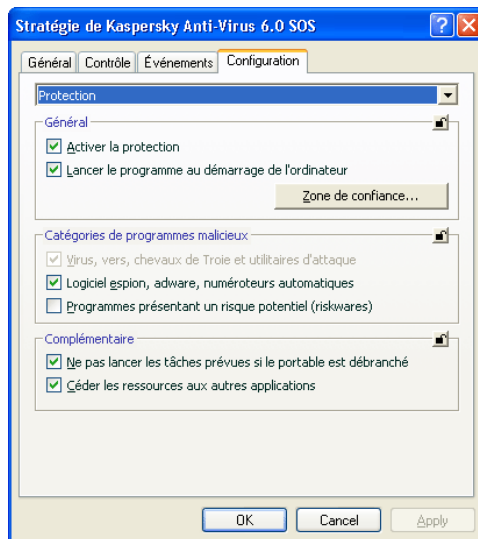 Stratégie de Kaspersky Anti-Virus 6.0 SOS
Général Contrôle Événements Configuration
Protection
Général
Activer la protection
Lancer le programme au démarrage de l'ordinateur
Zone de confiance...
Catégories de programmes malicieux
Virus, vers, chevaux de Troie et utilitaires d'attaque
Logiciel espion, adware, numéroteurs automatiques
Programmes présentant un risque potentiel (riskwares)
Complémentaire
Ne pas lancer les tâches prévues si le portable est débranché
Céder les ressources aux autres applications
OK Cancel Apply